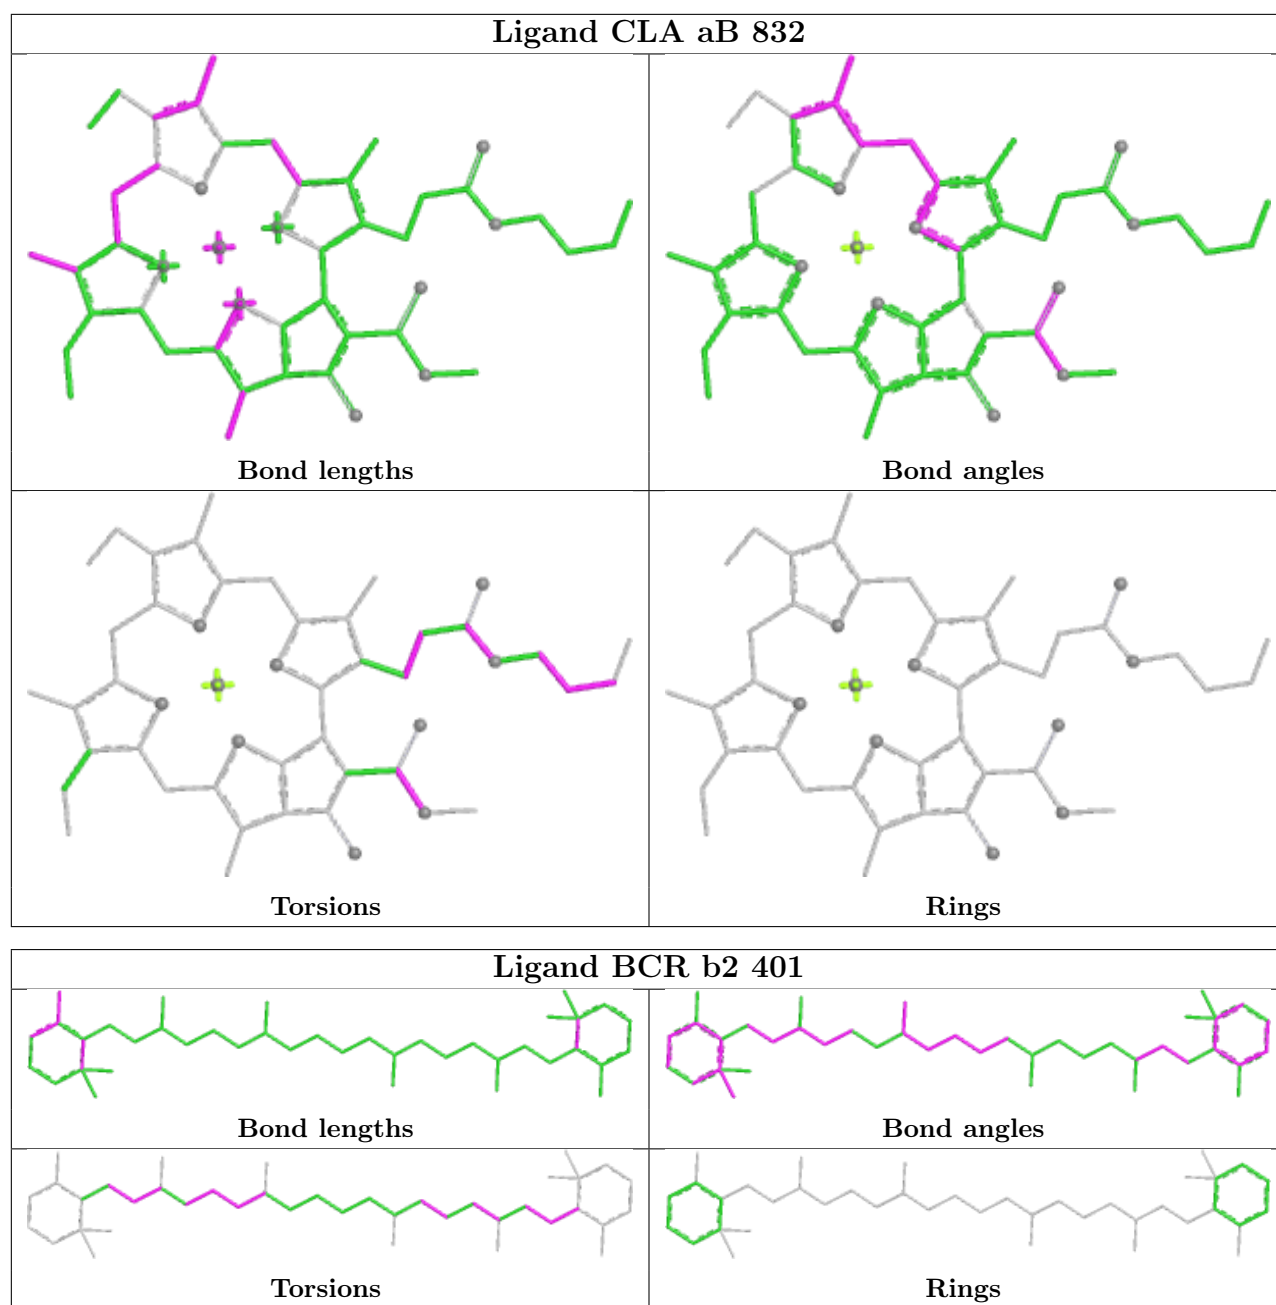 Ligand CLA aB 832
Bond lengths
Bond angles
Torsions
Rings
Ligand BCR b2 401
Bond lengths
Bond angles
Torsions
Rings